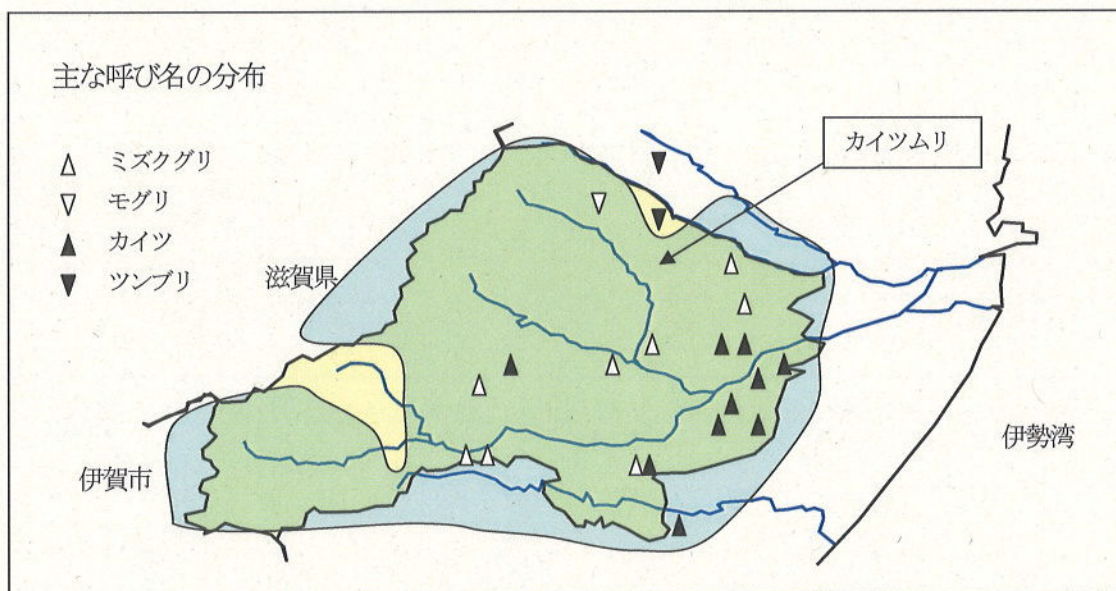 主な呼び名の分布
ミズクグリ
モグリ
カイツ
ツンブリ
カイツムリ
滋賀県
伊賀市
伊勢湾